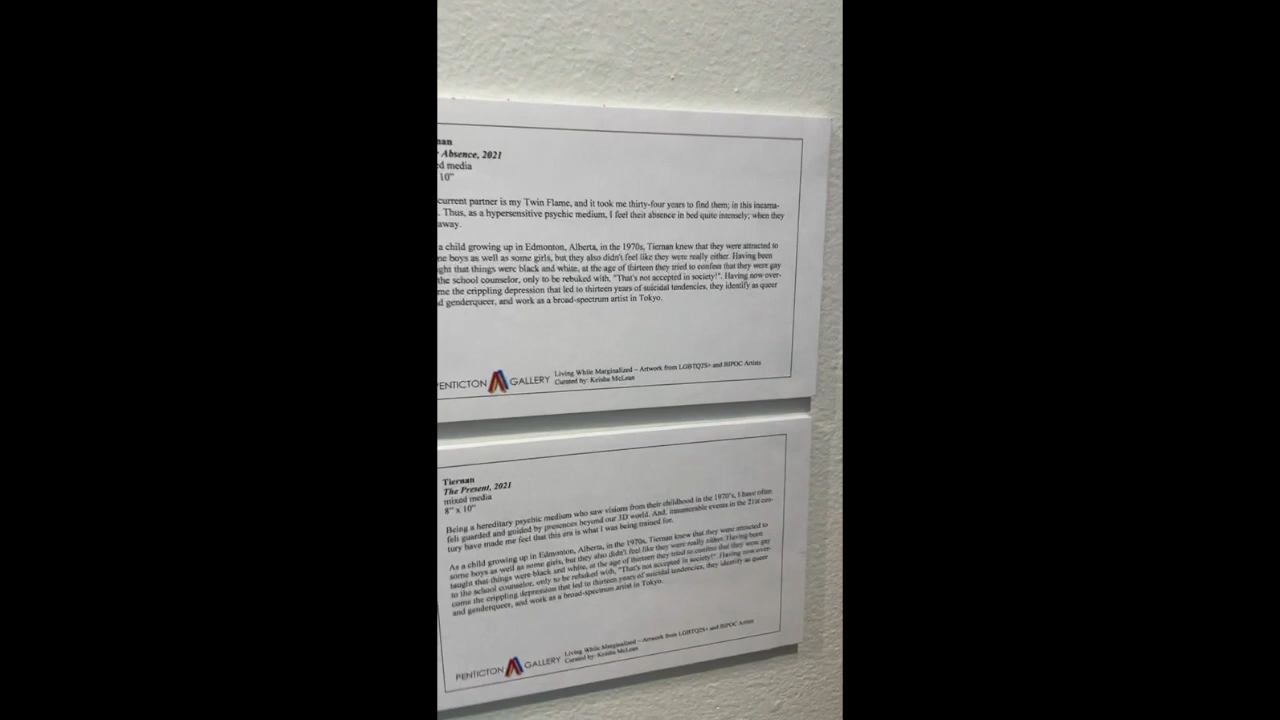 nan
Absence, 2021
d media
10"
current partner is my Twin Flame, and it took me thirty-four years to find them; in this incarna-
. Thus, as a hypersensitive psychic medium, I feel their absence in bed quite intensely; when they
away.
a child growing up in Edmonton, Alberta, in the 1970s, Tiernan knew that they were attracted to
ne boys as well as some girls, but they also didn't feel like they were really either. Having been
ght that things were black and white, at the age of thirteen they tried to confess that they were gay
the school counselor, only to be rebuked with, "That's not accepted in society!". Having now over-
me the crippling depression that led to thirteen years of suicidal tendencies, they identify as queer
d genderqueer, and work as a broad-spectrum artist in Tokyo.
ENTICTON GALLERY
Living While Marginalized – Artwork from LGBTQ2S+ and BIPOC Artists
Curated by: Keisha McLean
Tiernan
The Present, 2021
mixed media
8" x 10"
Being a hereditary psychic medium who saw visions from their childhood in the 1970's, I have often
felt guarded and guided by presences beyond our 3D world. And, innumerable events in the 21st cen-
tury have made me feel that this era is what I was being trained for.
As a child growing up in Edmonton, Alberta, in the 1970s, Tiernan knew that they were attracted to
some boys as well as some girls, but they also didn't feel like they were really either. Having been
taught that things were black and white, at the age of thirteen they tried to confess that they were gay
to the school counselor, only to be rebuked with, "That's not accepted in society!". Having now over-
come the crippling depression that led to thirteen years of suicidal tendencies, they identify as queer
and genderqueer, and work as a broad-spectrum artist in Tokyo.
PENTICTON GALLERY
Living While Marginalized – Artwork from LGBTQ2S+ and BIPOC Artists
Curated by: Keisha McLean